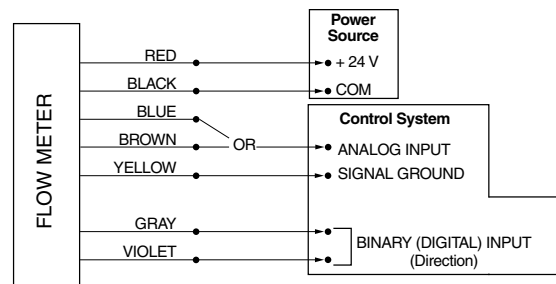 Power
Source
RED
+ 24 V
BLACK
COM
BLUE
Control System
BROWN
OR
ANALOG INPUT
YELLOW
SIGNAL GROUND
FLOW METER
GRAY
VIOLET
BINARY (DIGITAL) INPUT
(Direction)